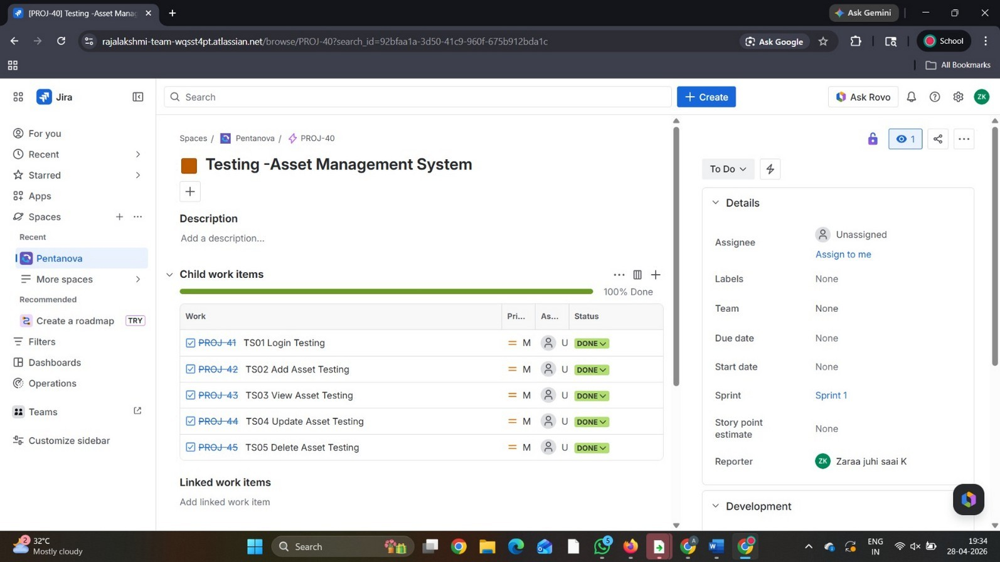 [PROJ-40] Testing -Asset Manag
Ask Gemini
rajalakshmi-team-wqsst4pt.atlassian.net/browse/PROJ-40?search_id=92bfaa1a-3d50-41c9-960f-675b912bda1c
Ask Google
School
All Bookmarks
Jira
Search
+ Create
Ask Rovo
ZK
For you
Recent
Starred
Apps
Spaces
Recent
Pentanova
More spaces
Recommended
Create a roadmap TRY
Filters
Dashboards
Operations
Teams
Customize sidebar
Spaces / Pentanova / PROJ-40
Testing -Asset Management System
Description
Add a description...
Child work items
100% Done
Work Pri... As... Status
PROJ-41 TS01 Login Testing M U DONE
PROJ-42 TS02 Add Asset Testing M U DONE
PROJ-43 TS03 View Asset Testing M U DONE
PROJ-44 TS04 Update Asset Testing M U DONE
PROJ-45 TS05 Delete Asset Testing M U DONE
Linked work items
Add linked work item
1
To Do
Details
Assignee Unassigned
Assign to me
Labels None
Team None
Due date None
Start date None
Sprint Sprint 1
Story point estimate None
Reporter ZK Zaraa juhi saai K
Development
2
32°C
Mostly cloudy
Search
5
A
ENG
IN
19:34
28-04-2026